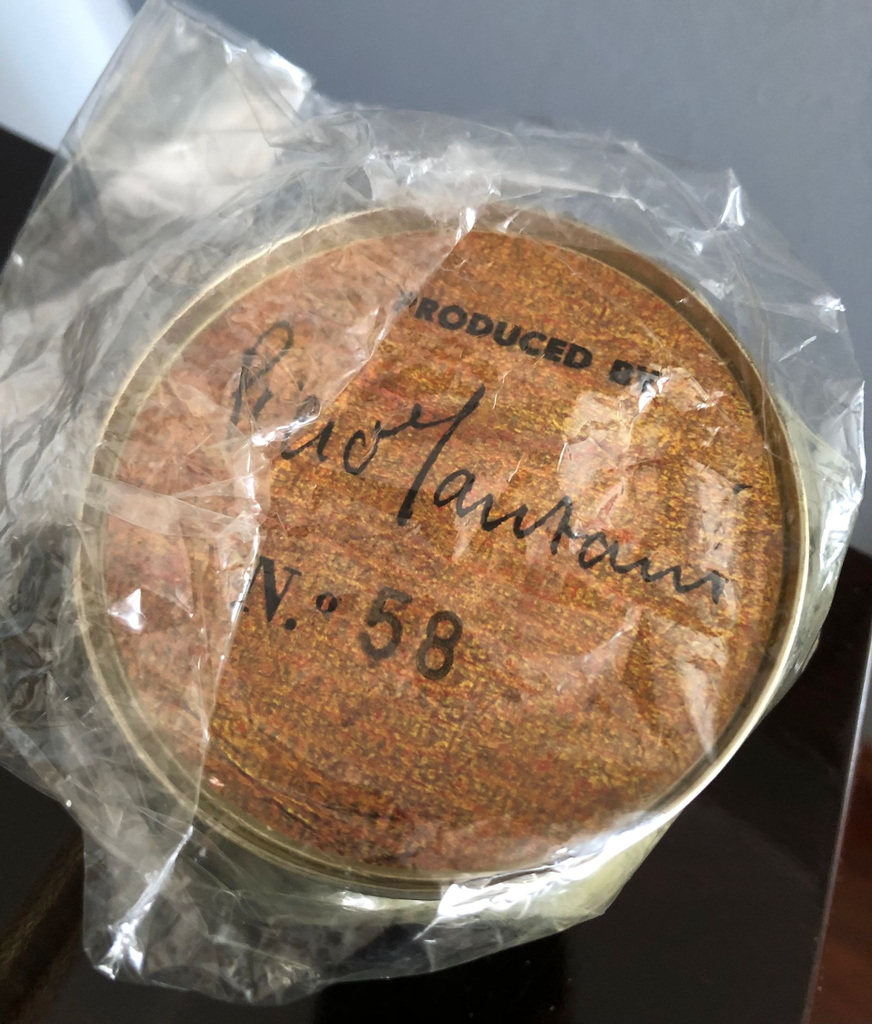 PRODUCED BY
Piero Manzoni
N.º 58